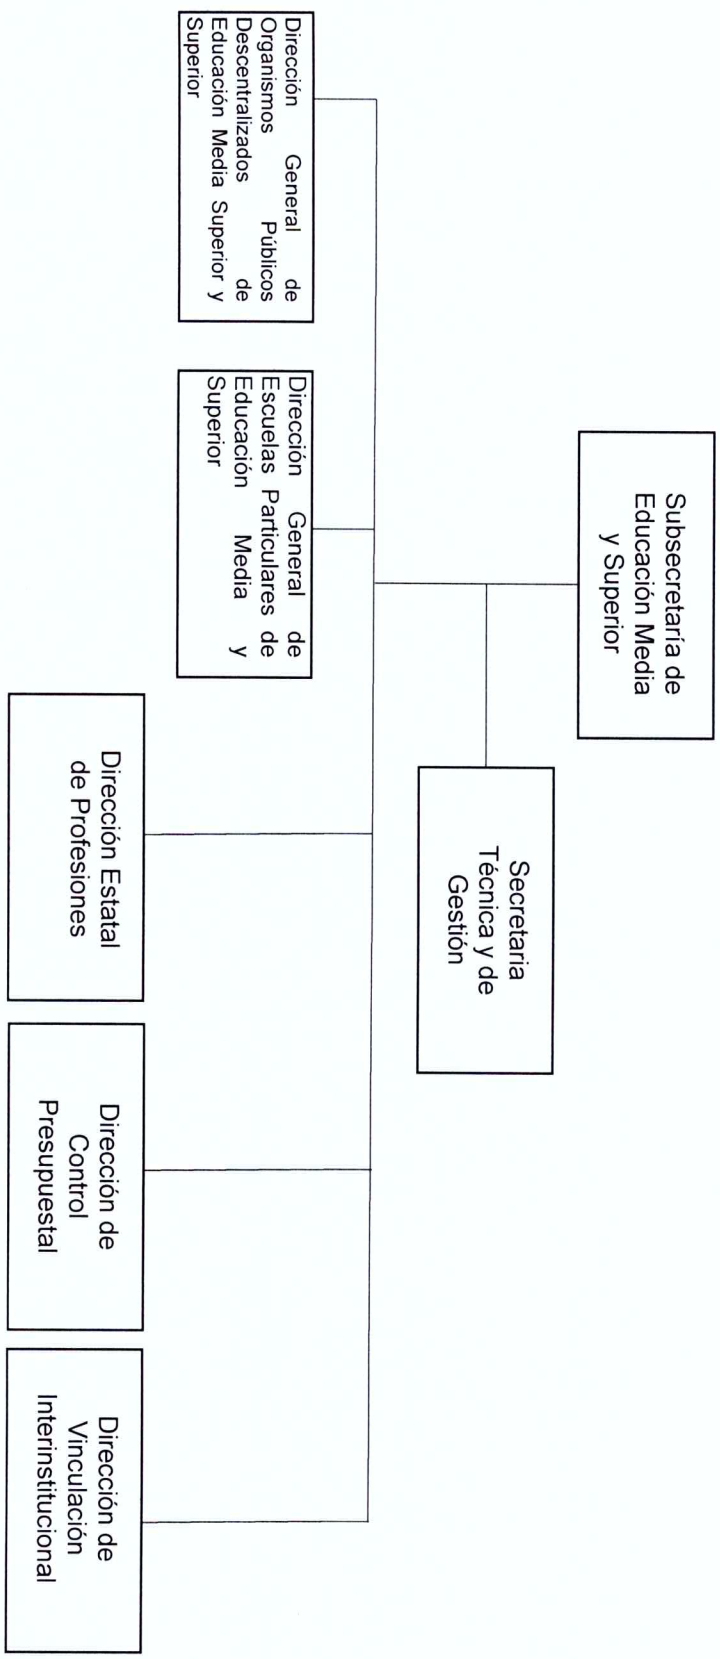 Subsecretaría de
Educación Media
y Superior
Secretaria
Técnica y de
Gestión
Dirección General de
Organismos Públicos
Descentralizados de
Educación Media Superior y
Superior
Dirección General de
Escuelas Particulares de
Educación Media y
Superior
Dirección Estatal
de Profesiones
Dirección de
Control
Presupuestal
Dirección de
Vinculación
Interinstitucional